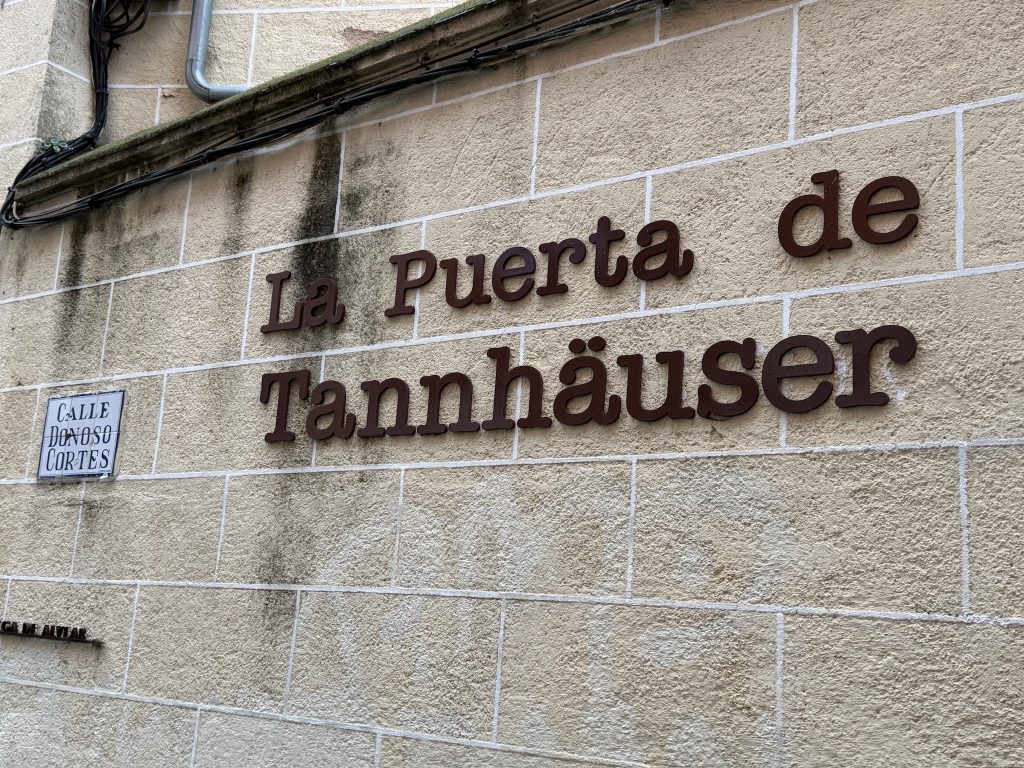 La Puerta de
Tannhäuser
CALLE
DONOSO
CORTES